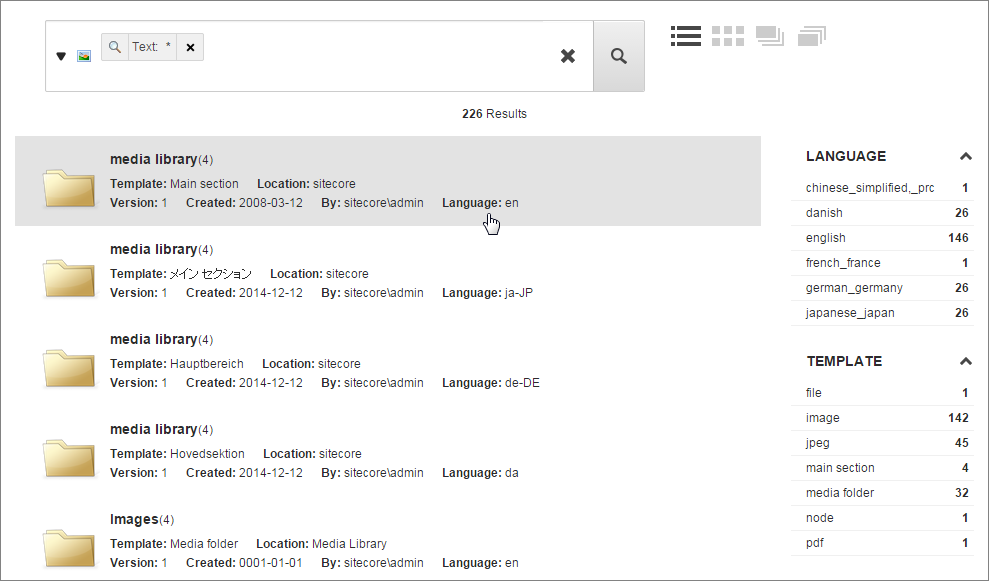 Text: *
226 Results
media library(4)
Template: Main section Location: sitecore
Version: 1 Created: 2008-03-12 By: sitecore\admin Language: en
media library(4)
Template: メイン セクション Location: sitecore
Version: 1 Created: 2014-12-12 By: sitecore\admin Language: ja-JP
media library(4)
Template: Hauptbereich Location: sitecore
Version: 1 Created: 2014-12-12 By: sitecore\admin Language: de-DE
media library(4)
Template: Hovedsektion Location: sitecore
Version: 1 Created: 2014-12-12 By: sitecore\admin Language: da
Images(4)
Template: Media folder Location: Media Library
Version: 1 Created: 0001-01-01 By: sitecore\admin Language: en
LANGUAGE
chinese_simplified,_prc 1
danish 26
english 146
french_france 1
german_germany 26
japanese_japan 26
TEMPLATE
file 1
image 142
jpeg 45
main section 4
media folder 32
node 1
pdf 1